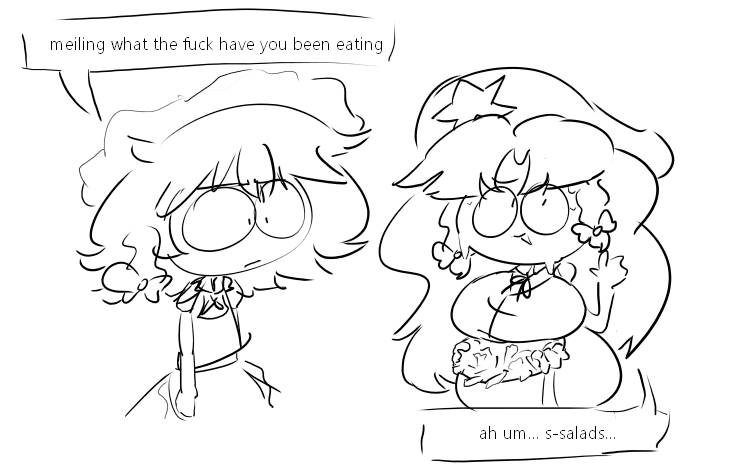 meiling what the fuck have you been eating
ah um... s-salads...